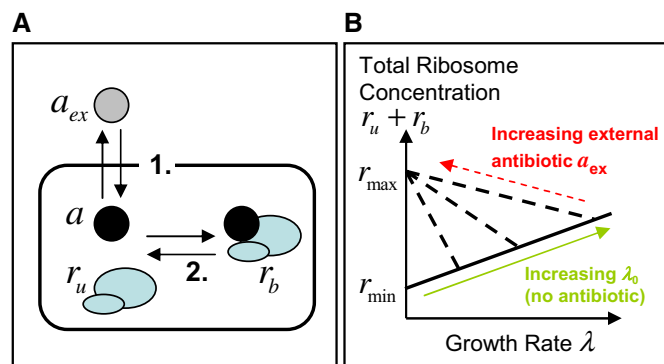 A
a_ex
1.
a
2.
r_u
r_b
B
Total Ribosome
Concentration
r_u + r_b
Increasing external
antibiotic a_ex
r_max
Increasing λ_0
(no antibiotic)
r_min
Growth Rate λ